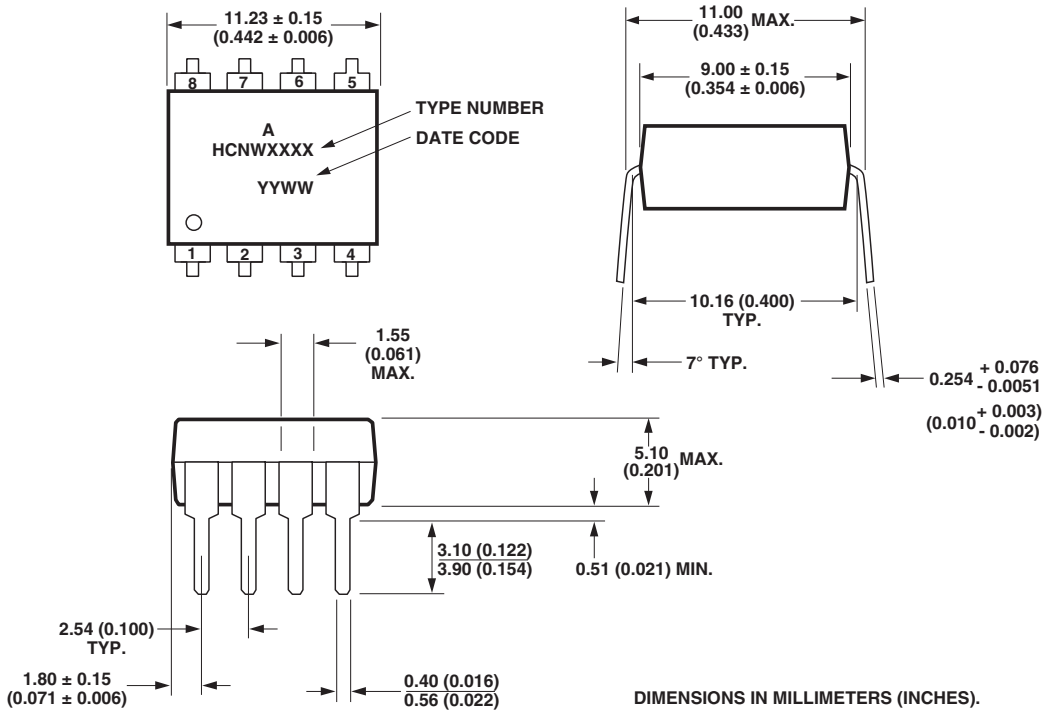 11.23 ± 0.15
(0.442 ± 0.006)
8 7 6 5
A
HCNWXXXX
YYWW
TYPE NUMBER
DATE CODE
1 2 3 4
11.00
(0.433) MAX.
9.00 ± 0.15
(0.354 ± 0.006)
10.16 (0.400)
TYP.
7° TYP.
0.254 + 0.076
- 0.0051
(0.010 + 0.003)
- 0.002)
1.55
(0.061)
MAX.
5.10
(0.201) MAX.
3.10 (0.122)
3.90 (0.154)
0.51 (0.021) MIN.
2.54 (0.100)
TYP.
1.80 ± 0.15
(0.071 ± 0.006)
0.40 (0.016)
0.56 (0.022)
DIMENSIONS IN MILLIMETERS (INCHES).